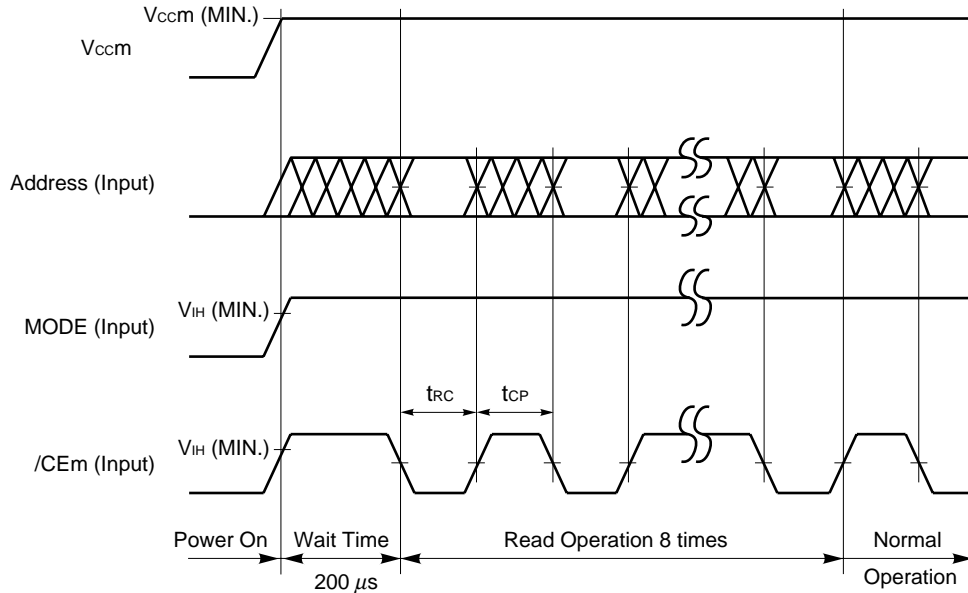 VCCm (MIN.)
VCCm
Address (Input)
VIH (MIN.)
MODE (Input)
tRC
tCP
VIH (MIN.)
/CEm (Input)
Power On
Wait Time
Read Operation 8 times
Normal
200 μs
Operation